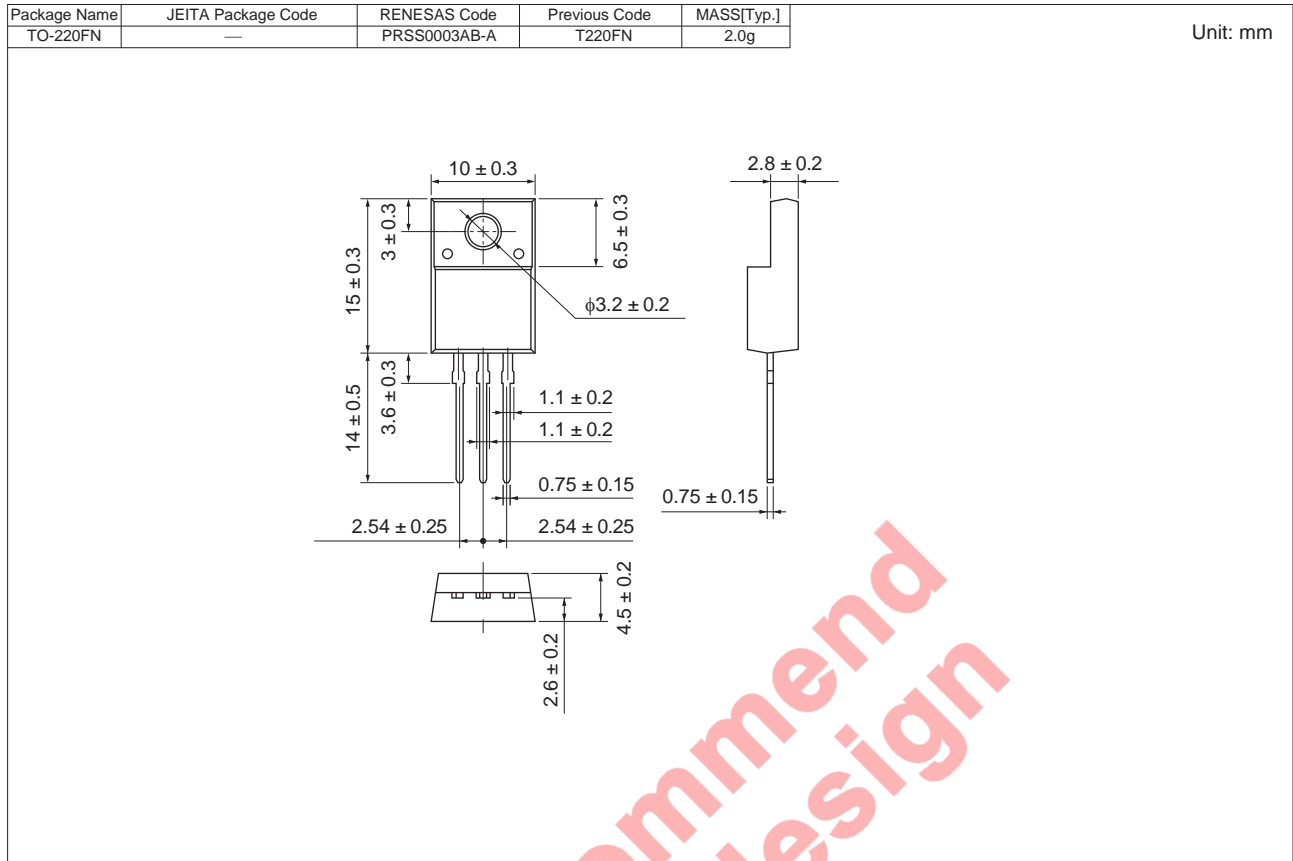 Package Name JEITA Package Code RENESAS Code Previous Code MASS[Typ.]
TO-220FN — PRSS0003AB-A T220FN 2.0g
Unit: mm
10 ± 0.3
2.8 ± 0.2
3 ± 0.3
6.5 ± 0.3
15 ± 0.3
ϕ3.2 ± 0.2
3.6 ± 0.3
14 ± 0.5
1.1 ± 0.2
1.1 ± 0.2
0.75 ± 0.15
0.75 ± 0.15
2.54 ± 0.25
2.54 ± 0.25
4.5 ± 0.2
2.6 ± 0.2